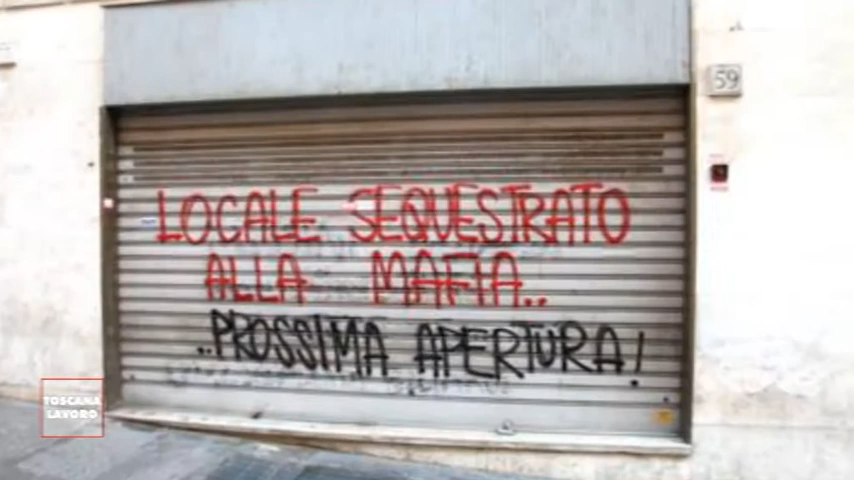 59
LOCALE SEQUESTRATO
ALLA MAFIA..
..PROSSIMA APERTURA!
TOSCANA
LAVORO